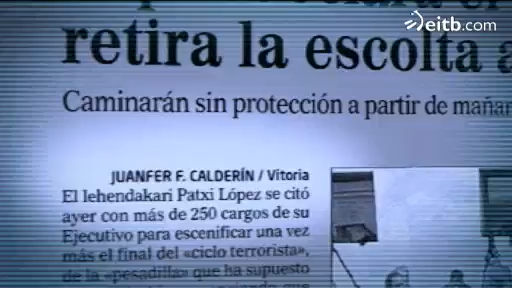 eitb.com
retira la escolta a
Caminarán sin protección a partir de mañan
JUANFER F. CALDERÍN / Vitoria
El lehendakari Patxi López se citó
ayer con más de 250 cargos de su
Ejecutivo para escenificar una vez
más el final del «ciclo terrorista»,
de la «pesadilla» que ha supuesto